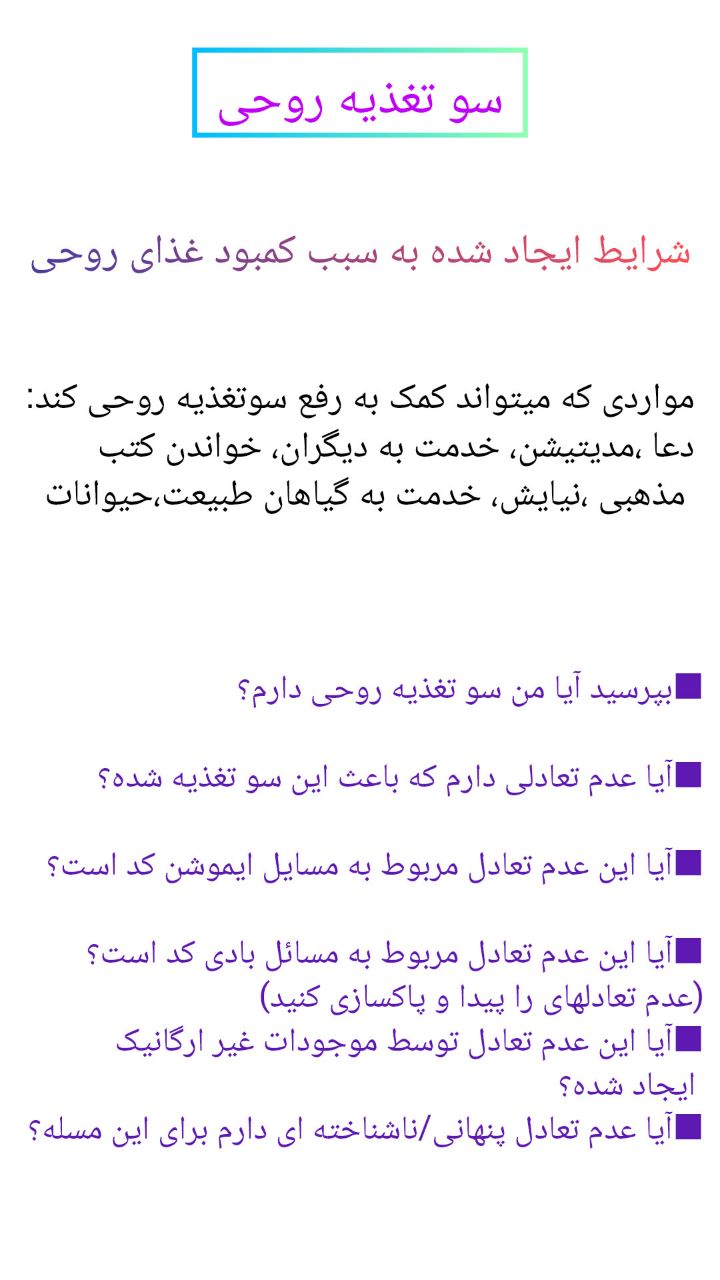 سو تغذیه روحی
شرایط ایجاد شده به سبب کمبود غذای روحی
مواردی که میتواند کمک به رفع سوتغذیه روحی کند:
دعا ،مدیتیشن، خدمت به دیگران، خواندن کتب
مذهبی ،نیایش، خدمت به گیاهان طبیعت،حیوانات
■بپرسید آیا من سو تغذیه روحی دارم؟
■آیا عدم تعادلی دارم که باعث این سو تغذیه شده؟
■آیا این عدم تعادل مربوط به مسایل ایموشن کد است؟
■آیا این عدم تعادل مربوط به مسائل بادی کد است؟
(عدم تعادلهای را پیدا و پاکسازی کنید)
■آیا این عدم تعادل توسط موجودات غیر ارگانیک
ایجاد شده؟
■آیا عدم تعادل پنهانی/ناشناخته ای دارم برای این مسله؟